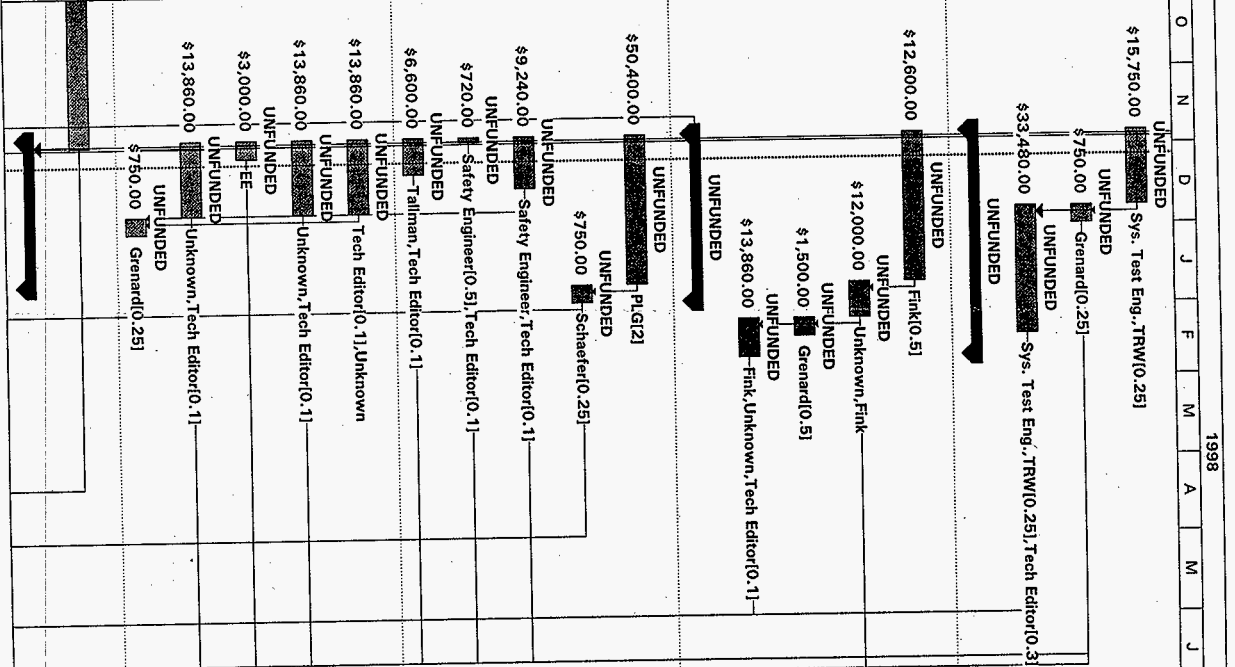 1998
O N D J F M A M J
UNFUNDED
$15,750.00 Sys. Test Eng.,TRW[0.25]
UNFUNDED
$750.00 Grenard[0.25]
UNFUNDED
$33,480.00 Sys. Test Eng.,TRW[0.25],Tech Editor[0.3]
UNFUNDED
UNFUNDED
$12,600.00 Fink[0.5]
UNFUNDED
$12,000.00 Unknown,Fink
UNFUNDED
$1,500.00 Grenard[0.5]
UNFUNDED
$13,860.00 Fink,Unknown,Tech Editor[0.1]
UNFUNDED
UNFUNDED
$50,400.00 PLG[2]
UNFUNDED
$750.00 Schaefer[0.25]
UNFUNDED
$9,240.00 Safety Engineer,Tech Editor[0.1]
UNFUNDED
$720.00 Safety Engineer[0.5],Tech Editor[0.1]
UNFUNDED
$6,600.00 Tallman,Tech Editor[0.1]
UNFUNDED
$13,860.00 Tech Editor[0.1],Unknown
UNFUNDED
$13,860.00 Unknown,Tech Editor[0.1]
UNFUNDED
$3,000.00 FEE
UNFUNDED
$13,860.00 Unknown,Tech Editor[0.1]
UNFUNDED
$750.00 Grenard[0.25]